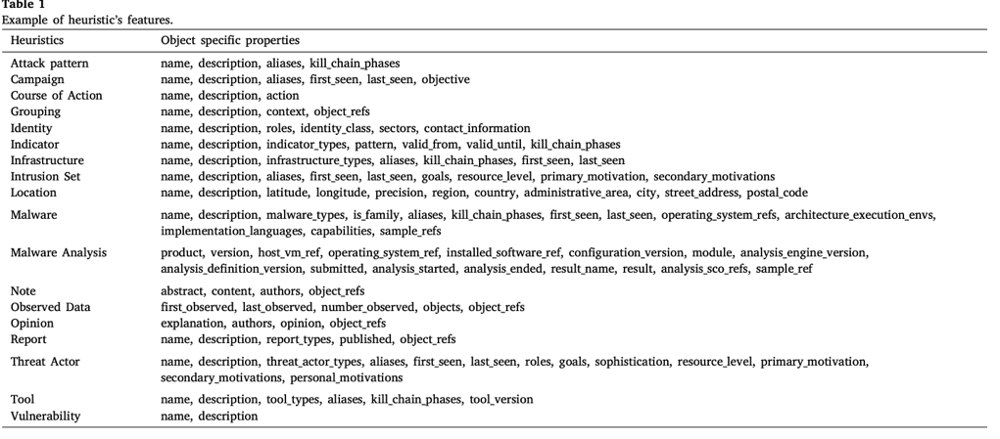 Table 1
Example of heuristic's features.
Heuristics Object specific properties
Attack pattern name, description, aliases, kill_chain_phases
Campaign name, description, aliases, first_seen, last_seen, objective
Course of Action name, description, action
Grouping name, description, context, object_refs
Identity name, description, roles, identity_class, sectors, contact_information
Indicator name, description, indicator_types, pattern, valid_from, valid_until, kill_chain_phases
Infrastructure name, description, infrastructure_types, aliases, kill_chain_phases, first_seen, last_seen
Intrusion Set name, description, aliases, first_seen, last_seen, goals, resource_level, primary_motivation, secondary_motivations
Location name, description, latitude, longitude, precision, region, country, administrative_area, city, street_address, postal_code
Malware name, description, malware_types, is_family, aliases, kill_chain_phases, first_seen, last_seen, operating_system_refs, architecture_execution_envs,
implementation_languages, capabilities, sample_refs
Malware Analysis product, version, host_vm_ref, operating_system_ref, installed_software_ref, configuration_version, module, analysis_engine_version,
analysis_definition_version, submitted, analysis_started, analysis_ended, result_name, result, analysis_sco_refs, sample_ref
Note abstract, content, authors, object_refs
Observed Data first_observed, last_observed, number_observed, objects, object_refs
Opinion explanation, authors, opinion, object_refs
Report name, description, report_types, published, object_refs
Threat Actor name, description, threat_actor_types, aliases, first_seen, last_seen, roles, goals, sophistication, resource_level, primary_motivation,
secondary_motivations, personal_motivations
Tool name, description, tool_types, aliases, kill_chain_phases, tool_version
Vulnerability name, description